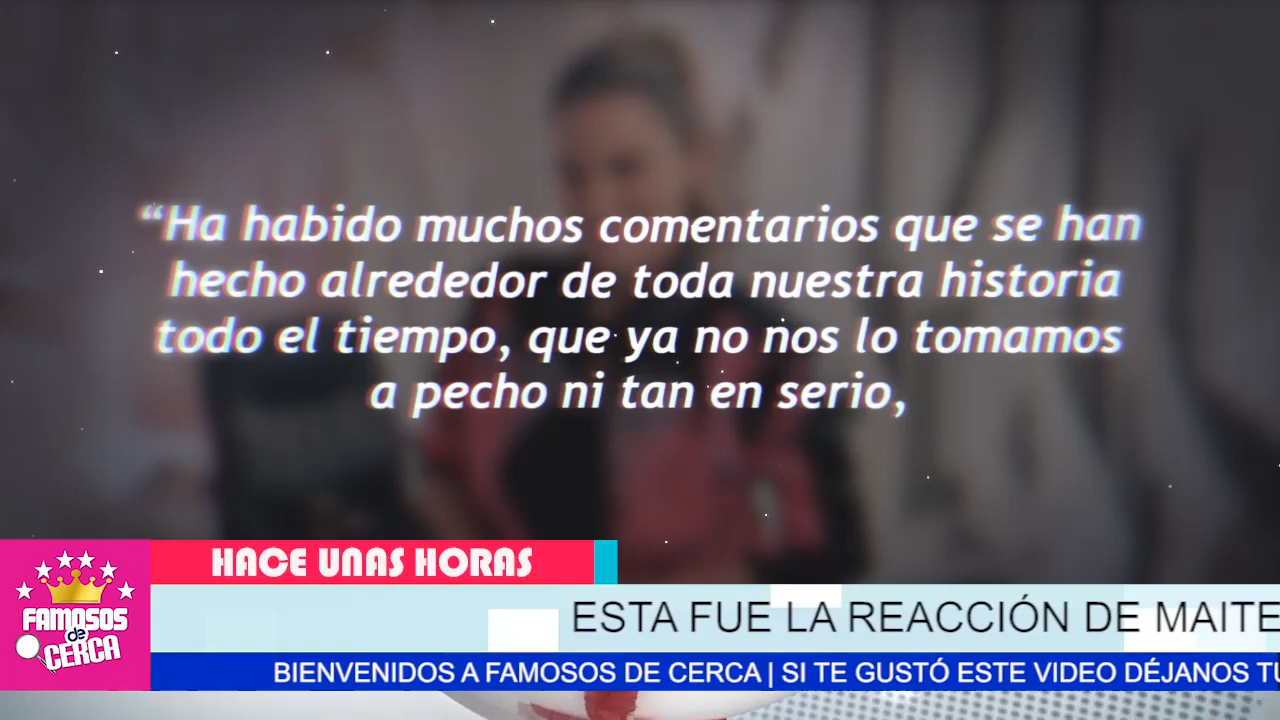 “Ha habido muchos comentarios que se han
hecho alrededor de toda nuestra historia
todo el tiempo, que ya no nos lo tomamos
a pecho ni tan en serio,
HACE UNAS HORAS
FAMOSOS
de
CERCA
ESTA FUE LA REACCIÓN DE MAITE
BIENVENIDOS A FAMOSOS DE CERCA | SI TE GUSTÓ ESTE VIDEO DÉJANOS TU